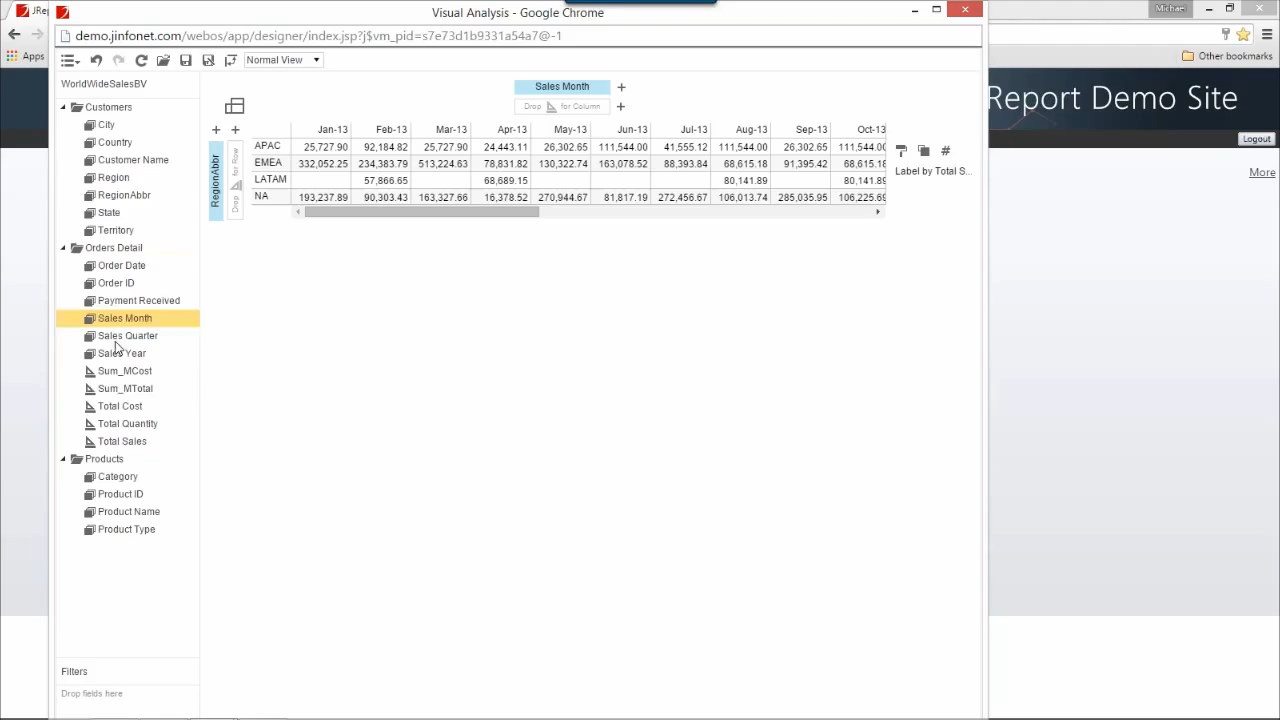 JRe
Visual Analysis - Google Chrome
Michael
demo.jinfonet.com/webos/app/designer/index.jsp?j$vm_pid=s7e73d1b9331a54a7@-1
Apps
Other bookmarks
Normal View
WorldWideSalesBV
Report Demo Site
Logout
More
Customers
City
Country
Customer Name
Region
RegionAbbr
State
Territory
Orders Detail
Order Date
Order ID
Payment Received
Sales Month
Sales Quarter
Sales Year
Sum_MCost
Sum_MTotal
Total Cost
Total Quantity
Total Sales
Products
Category
Product ID
Product Name
Product Type
Filters
Drop fields here
Sales Month
Drop for Column
RegionAbbr
Drop for Row
Jan-13 Feb-13 Mar-13 Apr-13 May-13 Jun-13 Jul-13 Aug-13 Sep-13 Oct-13
APAC 25,727.90 92,184.82 25,727.90 24,443.11 25,302.65 111,544.00 41,555.12 111,544.00 26,302.65 111,544.00
EMEA 332,052.25 234,383.79 513,224.63 78,937.82 130,322.74 163,078.52 88,393.84 68,615.18 91,395.42 68,615.18
LATAM 57,866.65 68,689.15 80,141.89 80,141.89
NA 193,237.89 90,303.43 163,327.66 16,378.52 270,944.67 81,817.19 272,456.67 106,013.74 285,035.95 106,225.69
Label by Total S...